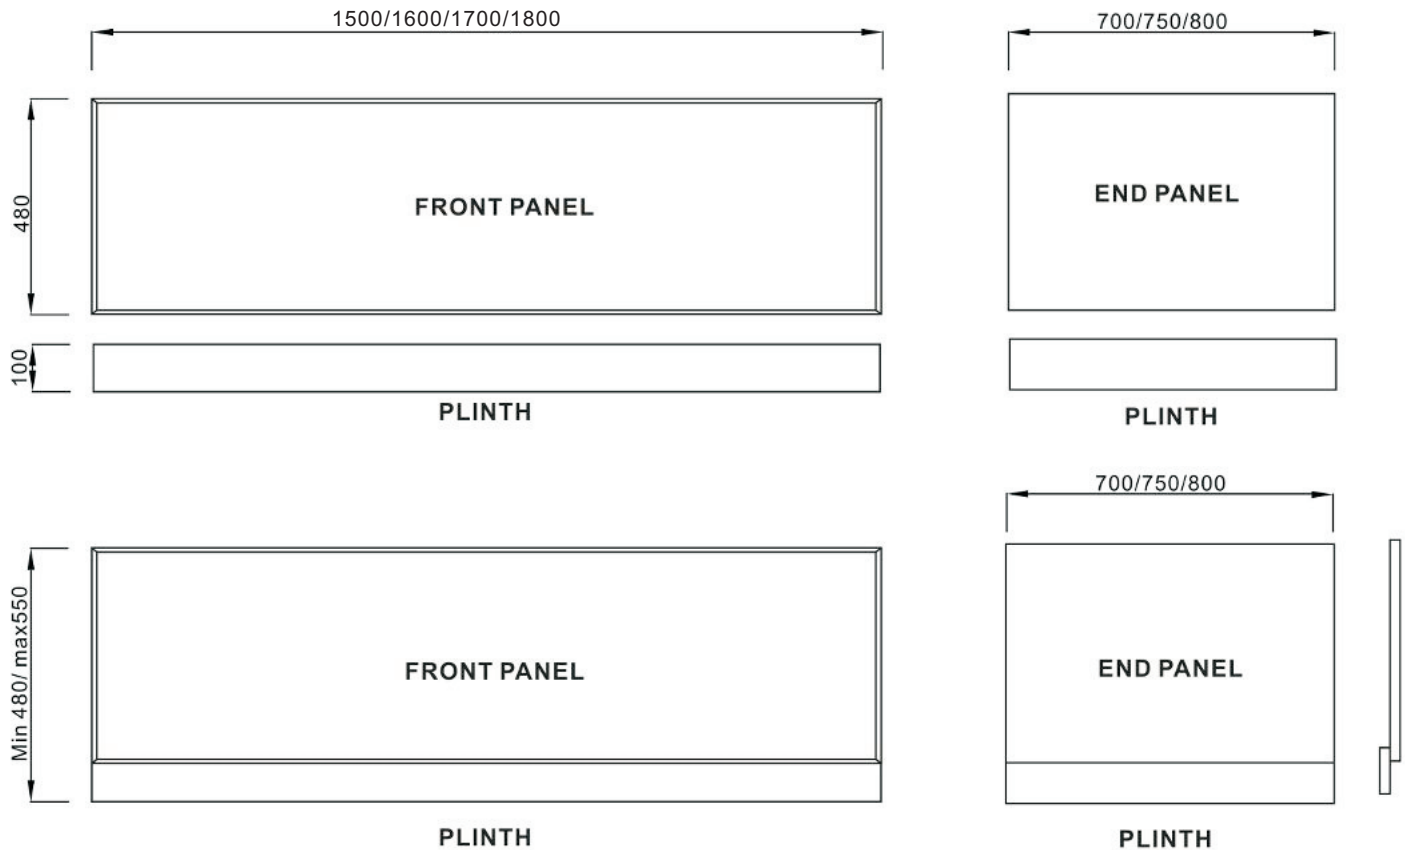 1500/1600/1700/1800
700/750/800
480
FRONT PANEL
END PANEL
100
PLINTH
PLINTH
700/750/800
Min 480/ max550
FRONT PANEL
END PANEL
PLINTH
PLINTH